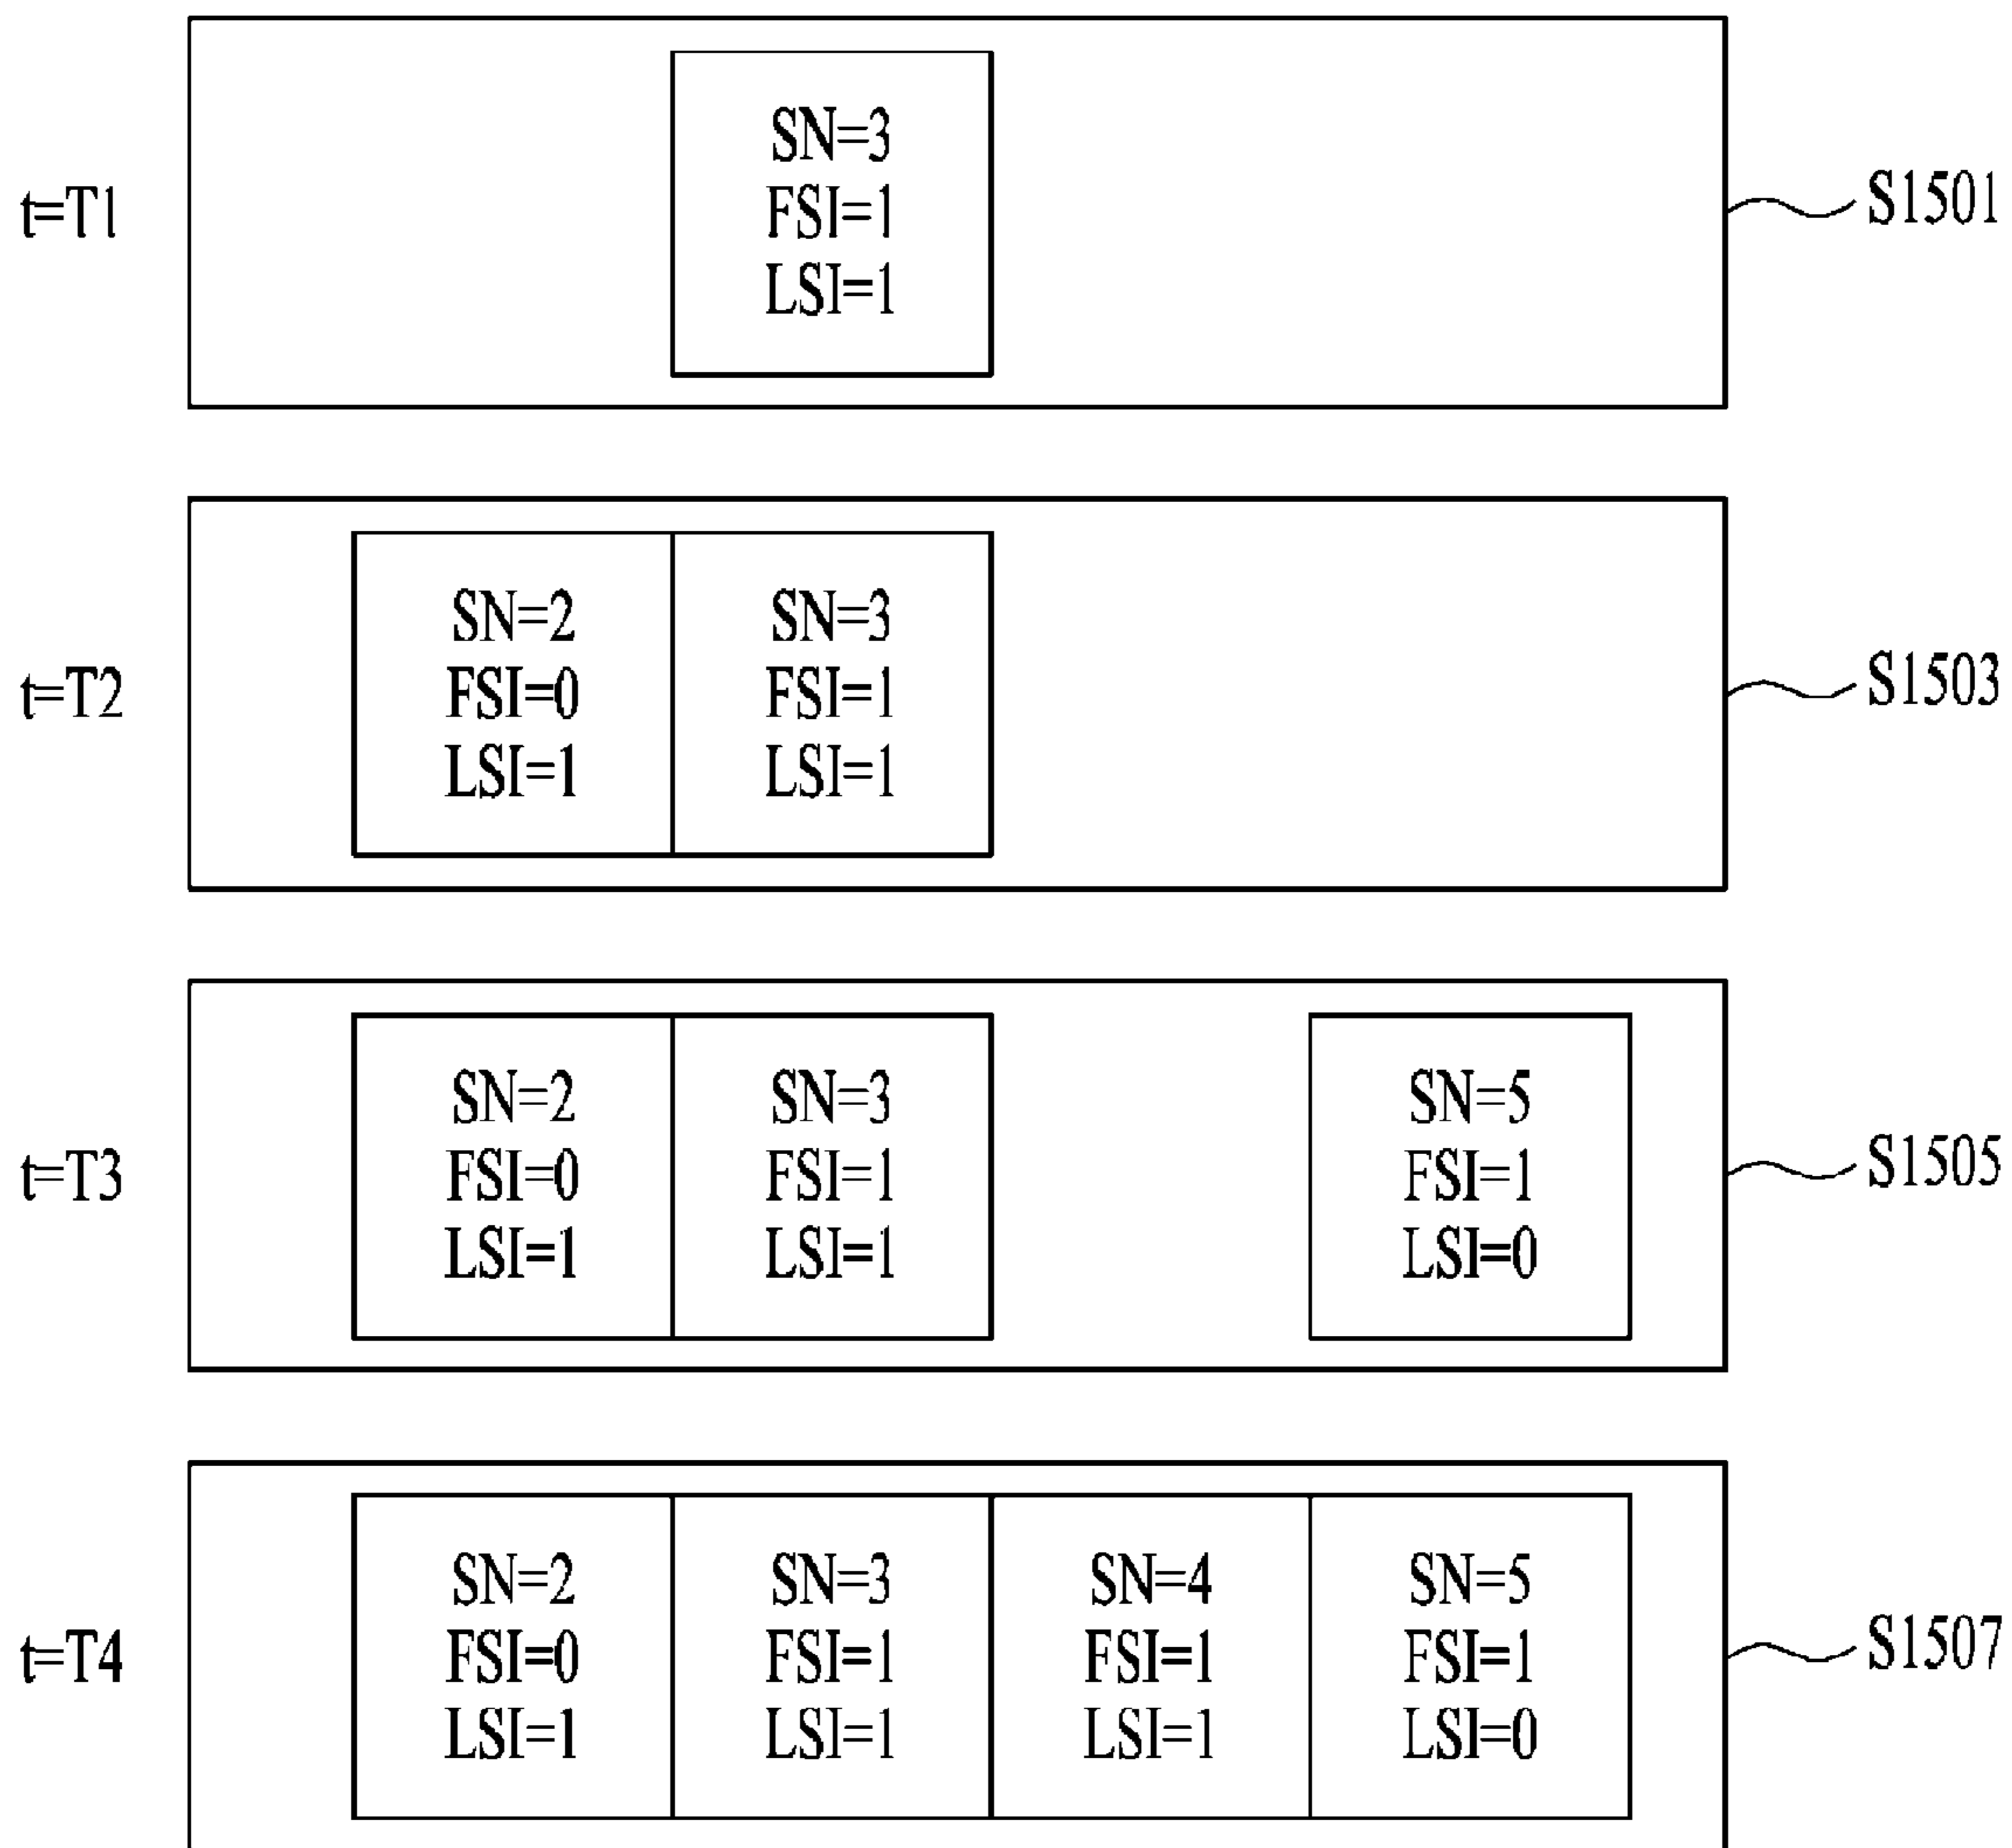 t=T1
SN=3
FSI=1
LSI=1
S1501
t=T2
SN=2
FSI=0
LSI=1
SN=3
FSI=1
LSI=1
S1503
t=T3
SN=2
FSI=0
LSI=1
SN=3
FSI=1
LSI=1
SN=5
FSI=1
LSI=0
S1505
t=T4
SN=2
FSI=0
LSI=1
SN=3
FSI=1
LSI=1
SN=4
FSI=1
LSI=1
SN=5
FSI=1
LSI=0
S1507